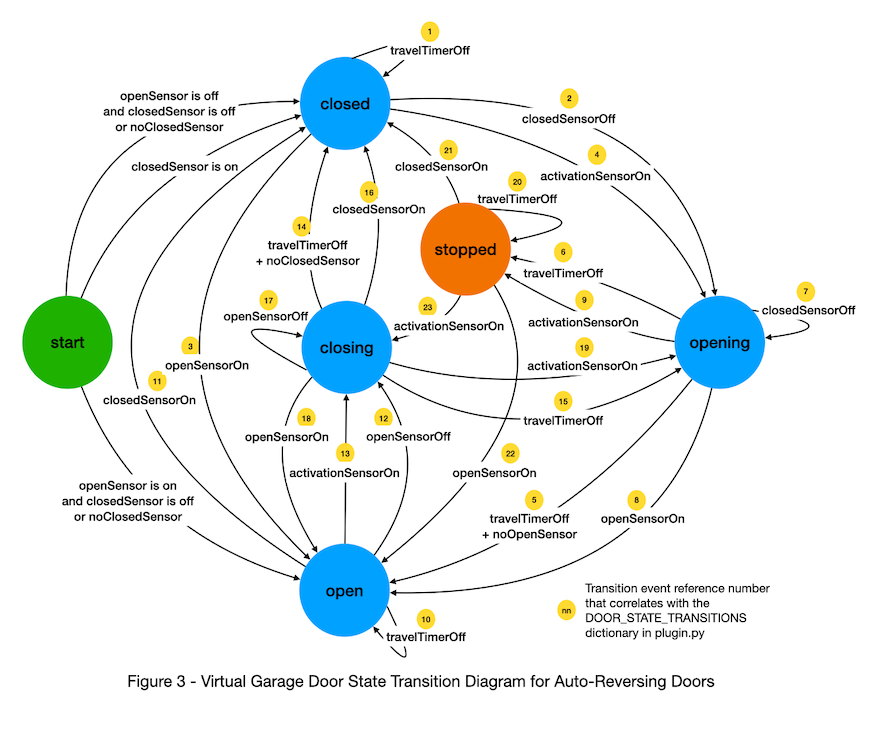 1
travelTimerOff
openSensor is off
and closedSensor is off
or noClosedSensor
closed
2
closedSensorOff
21
closedSensorOn
4
activationSensorOn
closedSensor is on
20
travelTimerOff
16
closedSensorOn
14
travelTimerOff
+ noClosedSensor
stopped
6
travelTimerOff
17
openSensorOff
23
activationSensorOn
9
activationSensorOn
7
closedSensorOff
start
closing
opening
3
openSensorOn
19
activationSensorOn
11
closedSensorOn
15
travelTimerOff
18
openSensorOn
12
openSensorOff
13
activationSensorOn
22
openSensorOn
openSensor is on
and closedSensor is off
or noClosedSensor
5
travelTimerOff
+ noOpenSensor
8
openSensorOn
open
10
travelTimerOff
nn
Transition event reference number
that correlates with the
DOOR_STATE_TRANSITIONS
dictionary in plugin.py
Figure 3 - Virtual Garage Door State Transition Diagram for Auto-Reversing Doors